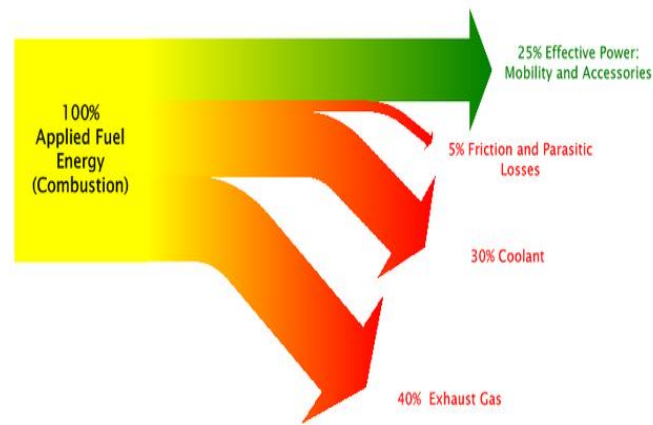 25% Effective Power:
Mobility and Accessories
100%
Applied Fuel
Energy
(Combustion)
5% Friction and Parasitic
Losses
30% Coolant
40% Exhaust Gas